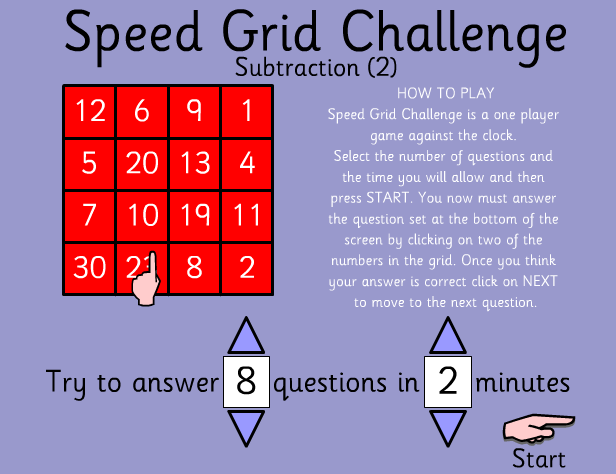 Speed Grid Challenge
Subtraction (2)
12 6 9 1
5 20 13 4
7 10 19 11
30 8 2
HOW TO PLAY
Speed Grid Challenge is a one player
game against the clock.
Select the number of questions and
the time you will allow and then
press START. You now must answer
the question set at the bottom of the
screen by clicking on two of the
numbers in the grid. Once you think
your answer is correct click on NEXT
to move to the next question.
Try to answer 8 questions in 2 minutes
Start